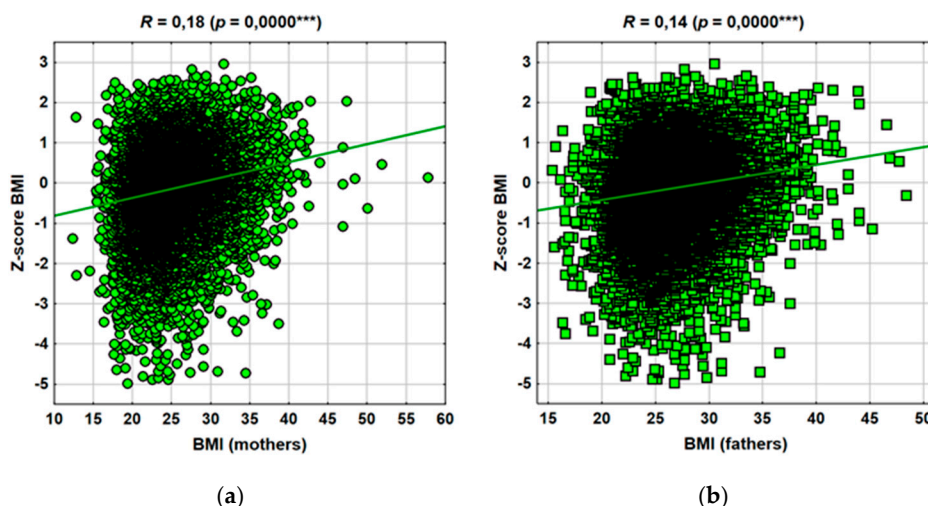 R = 0,18 (p = 0,0000***)
3
2
1
0
-1
-2
-3
-4
-5
Z-score BMI
10 15 20 25 30 35 40 45 50 55 60
BMI (mothers)
(a)
R = 0,14 (p = 0,0000***)
3
2
1
0
-1
-2
-3
-4
-5
Z-score BMI
15 20 25 30 35 40 45 50
BMI (fathers)
(b)